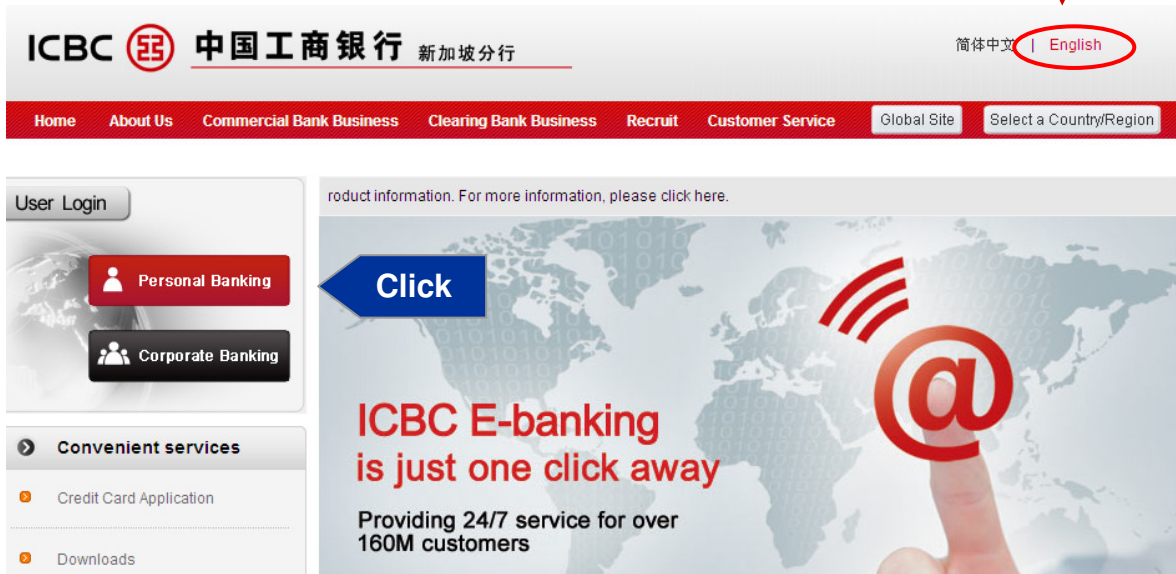 ICBC 中国工商银行 新加坡分行
简体中文 | English
Home About Us Commercial Bank Business Clearing Bank Business Recruit Customer Service Global Site Select a Country/Region
User Login
roduct information. For more information, please click here.
Personal Banking
Click
Corporate Banking
ICBC E-banking
is just one click away
Providing 24/7 service for over
160M customers
Convenient services
Credit Card Application
Downloads